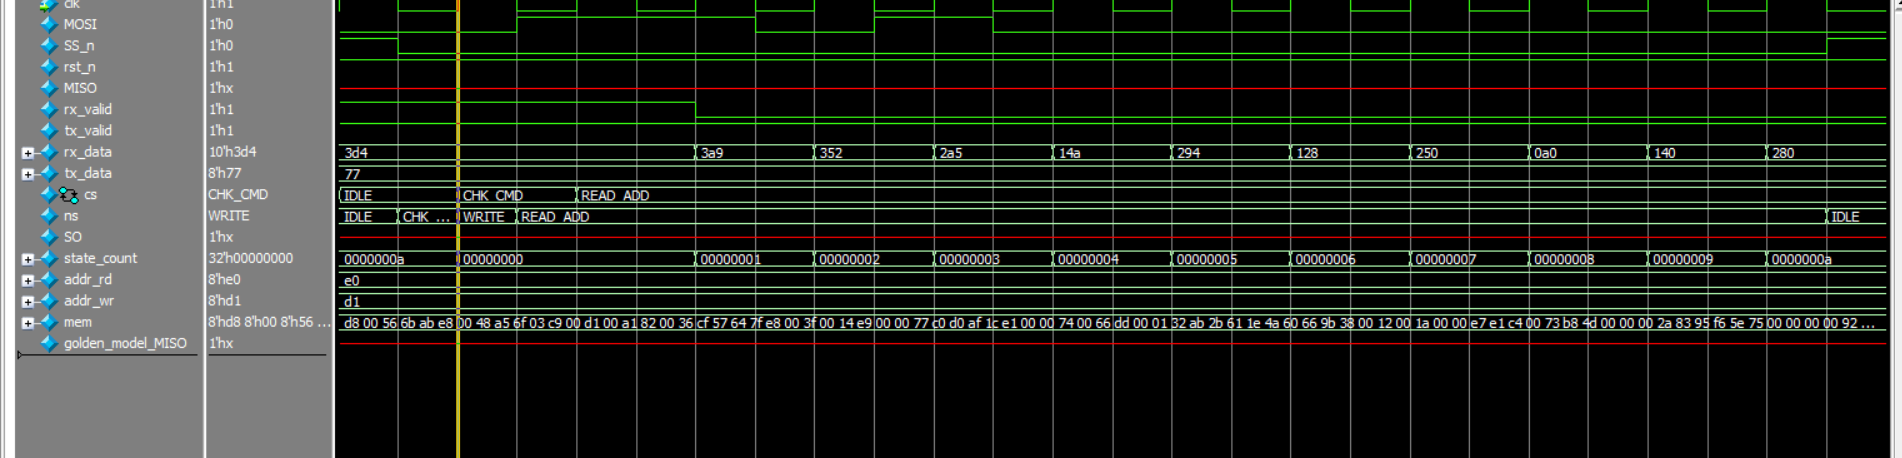 clk 1'h1
MOSI 1'h0
SS_n 1'h0
rst_n 1'h1
MISO 1'hx
rx_valid 1'h1
tx_valid 1'h1
rx_data 10'h3d4 3d4 3a9 352 2a5 14a 294 128 250 0a0 140 280
tx_data 8'h77 77
cs CHK_CMD IDLE CHK_CMD READ_ADD
ns WRITE IDLE CHK ... WRITE READ_ADD IDLE
SO 1'hx
state_count 32'h00000000 0000000a 00000000 00000001 00000002 00000003 00000004 00000005 00000006 00000007 00000008 00000009 0000000a
addr_rd 8'he0 e0
addr_wr 8'hd1 d1
mem 8'hd8 8'h00 8'h56 ... d8 00 56 6b ab e8 00 48 a5 6f 03 c9 00 d1 00 a1 82 00 36 cf 57 64 7f e8 00 3f 00 14 e9 00 00 77 c0 d0 af 1c e1 00 00 74 00 66 dd 00 01 32 ab 2b 61 1e 4a 60 66 9b 38 00 12 00 1a 00 00 e7 e1 c4 00 73 b8 4d 00 00 00 2a 83 95 f6 5e 75 00 00 00 00 92 ...
golden_model_MISO 1'hx